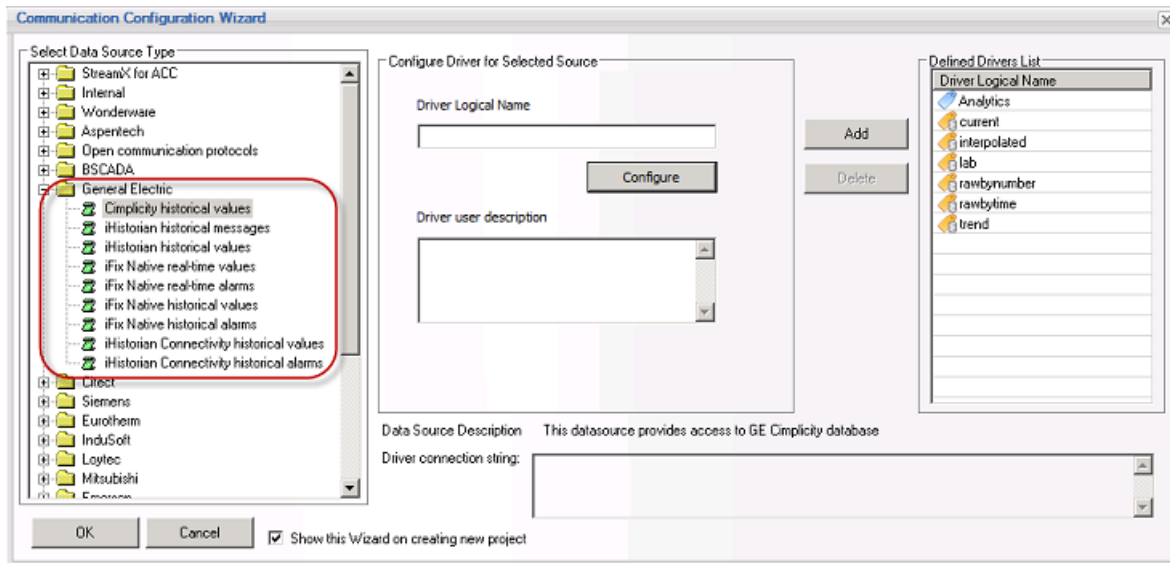 Communication Configuration Wizard
Select Data Source Type
StreamX for ACC
Internal
Wonderware
Aspentech
Open communication protocols
BSCADA
General Electric
Cimplicity historical values
iHistorian historical messages
iHistorian historical values
iFix Native real-time values
iFix Native real-time alarms
iFix Native historical values
iFix Native historical alarms
iHistorian Connectivity historical values
iHistorian Connectivity historical alarms
Citect
Siemens
Eurotherm
InduSoft
Loytec
Mitsubishi
Emerson
Configure Driver for Selected Source
Driver Logical Name
Configure
Driver user description
Add
Delete
Defined Drivers List
Driver Logical Name
Analytics
current
interpolated
lab
rawbynumber
rawbytime
trend
Data Source Description This datasource provides access to GE Cimplicity database
Driver connection string:
OK
Cancel
Show this Wizard on creating new project